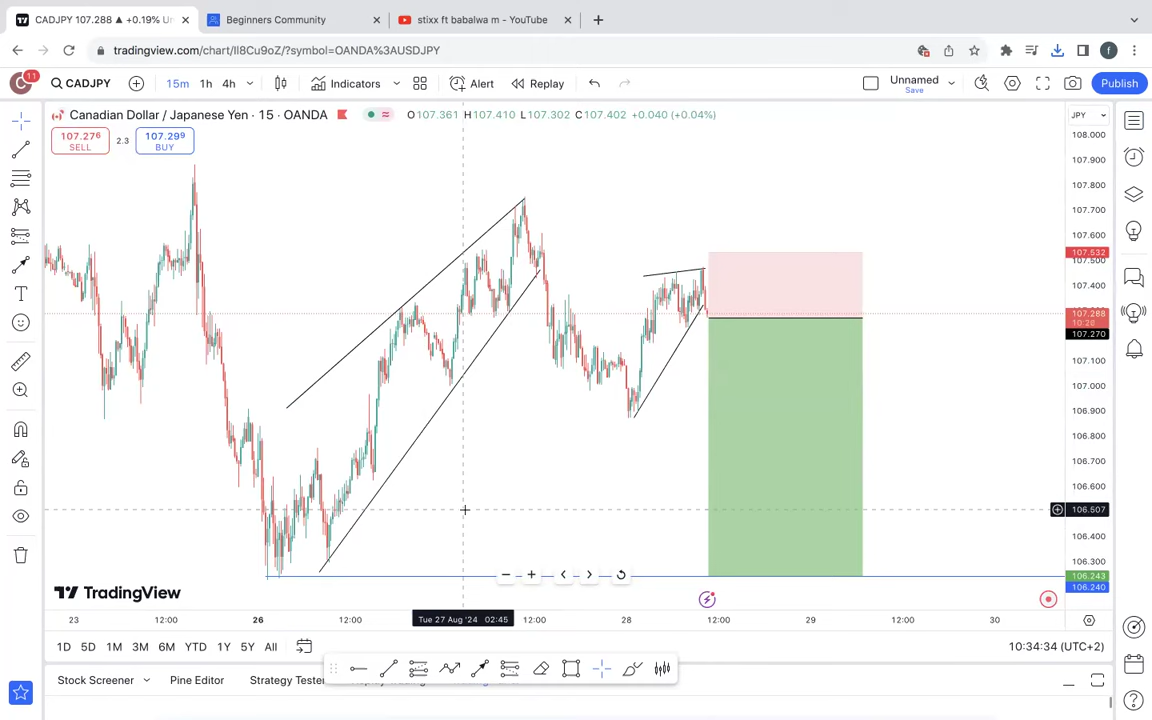 CADJPY 107.288 ▲ +0.19% Un
Beginners Community
stixx ft babalwa m - YouTube
tradingview.com/chart/Il8Cu9oZ/?symbol=OANDA%3AUSDJPY
f
C
11
CADJPY
15m
1h
4h
Indicators
Alert
Replay
Unnamed
Save
Publish
Canadian Dollar / Japanese Yen · 15 · OANDA
O107.361 H107.410 L107.302 C107.402 +0.040 (+0.04%)
JPY
107.276
SELL
2.3
107.299
BUY
108.000
107.900
107.800
107.700
107.600
107.532
107.500
107.400
107.288
10:26
107.270
107.100
107.000
106.900
106.800
106.700
106.600
106.507
106.400
106.300
106.243
106.240
TradingView
23
12:00
26
12:00
Tue 27 Aug '24 02:45
12:00
28
12:00
29
12:00
30
1D 5D 1M 3M 6M YTD 1Y 5Y All
10:34:34 (UTC+2)
Stock Screener
Pine Editor
Strategy Tester